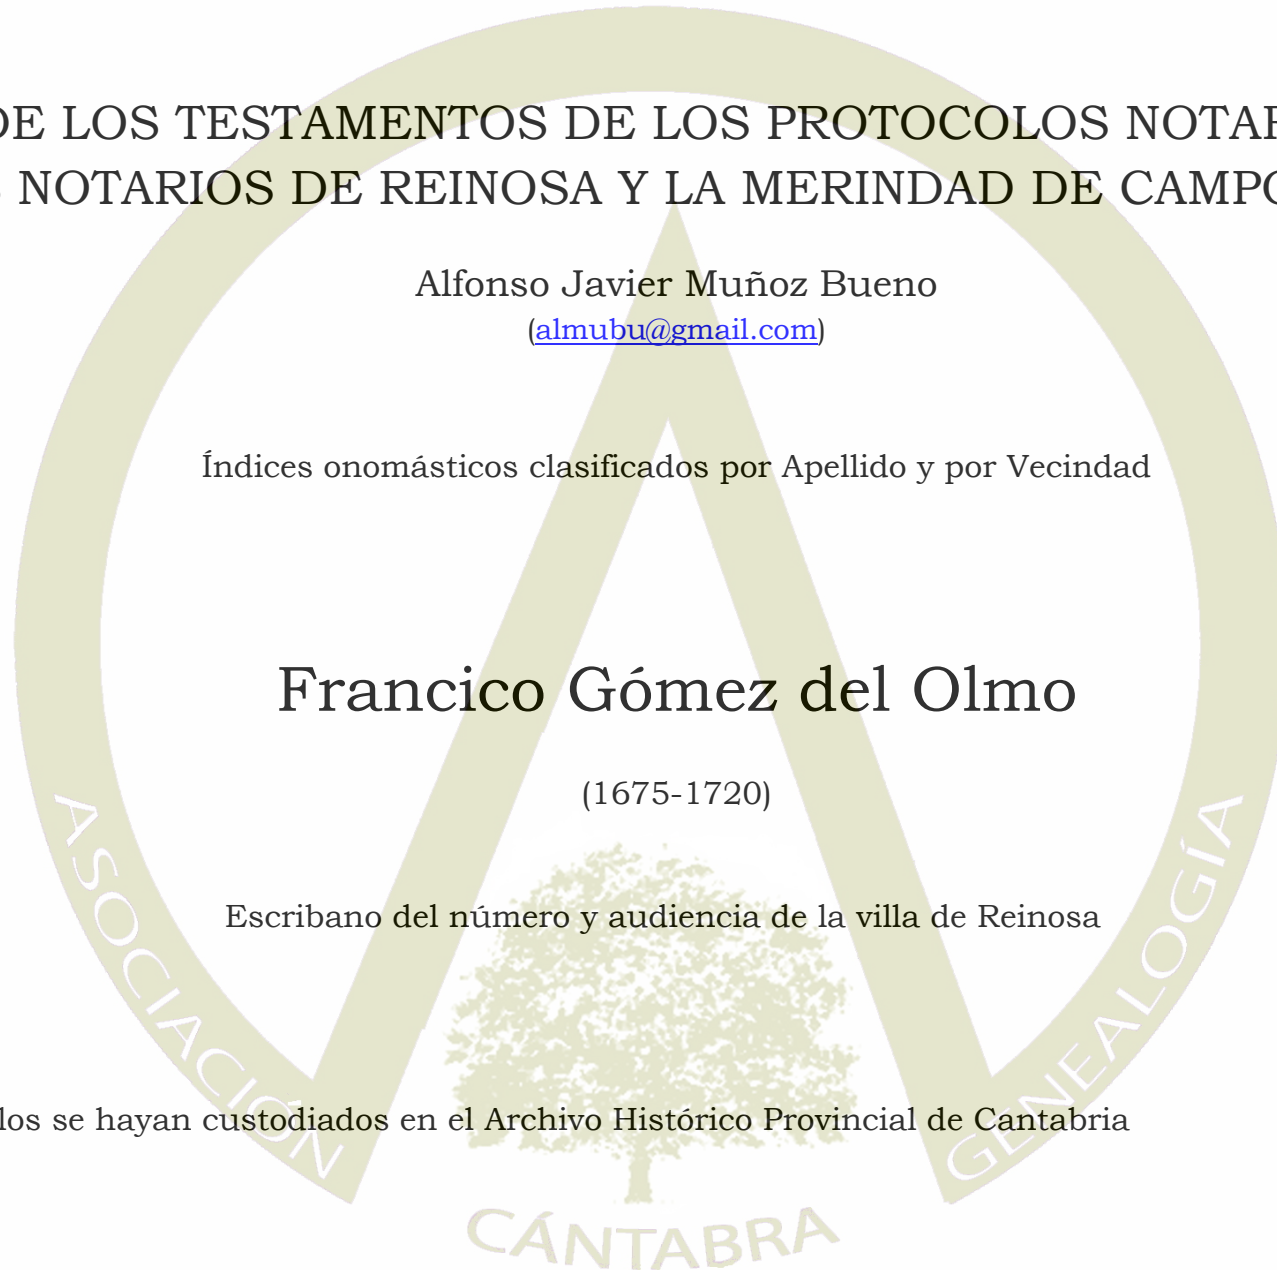 DE LOS TESTAMENTOS DE LOS PROTOCOLOS
NOTARIOS DE REINOSA Y LA MERINDAD DE
Alfonso Javier Muñoz Bueno
(almubu@gmail.com)
Índices onomásticos clasificados por Apellido y por Vecindad
Francico Gómez del Olmo
(1675-1720)
Escribano del número y audiencia de la villa de Reinosa
los se hayan custodiados en el Archivo Histórico Provincial de Cantabria
ASOCIACIÓN
CÁNTABRA
GENEALOGÍA